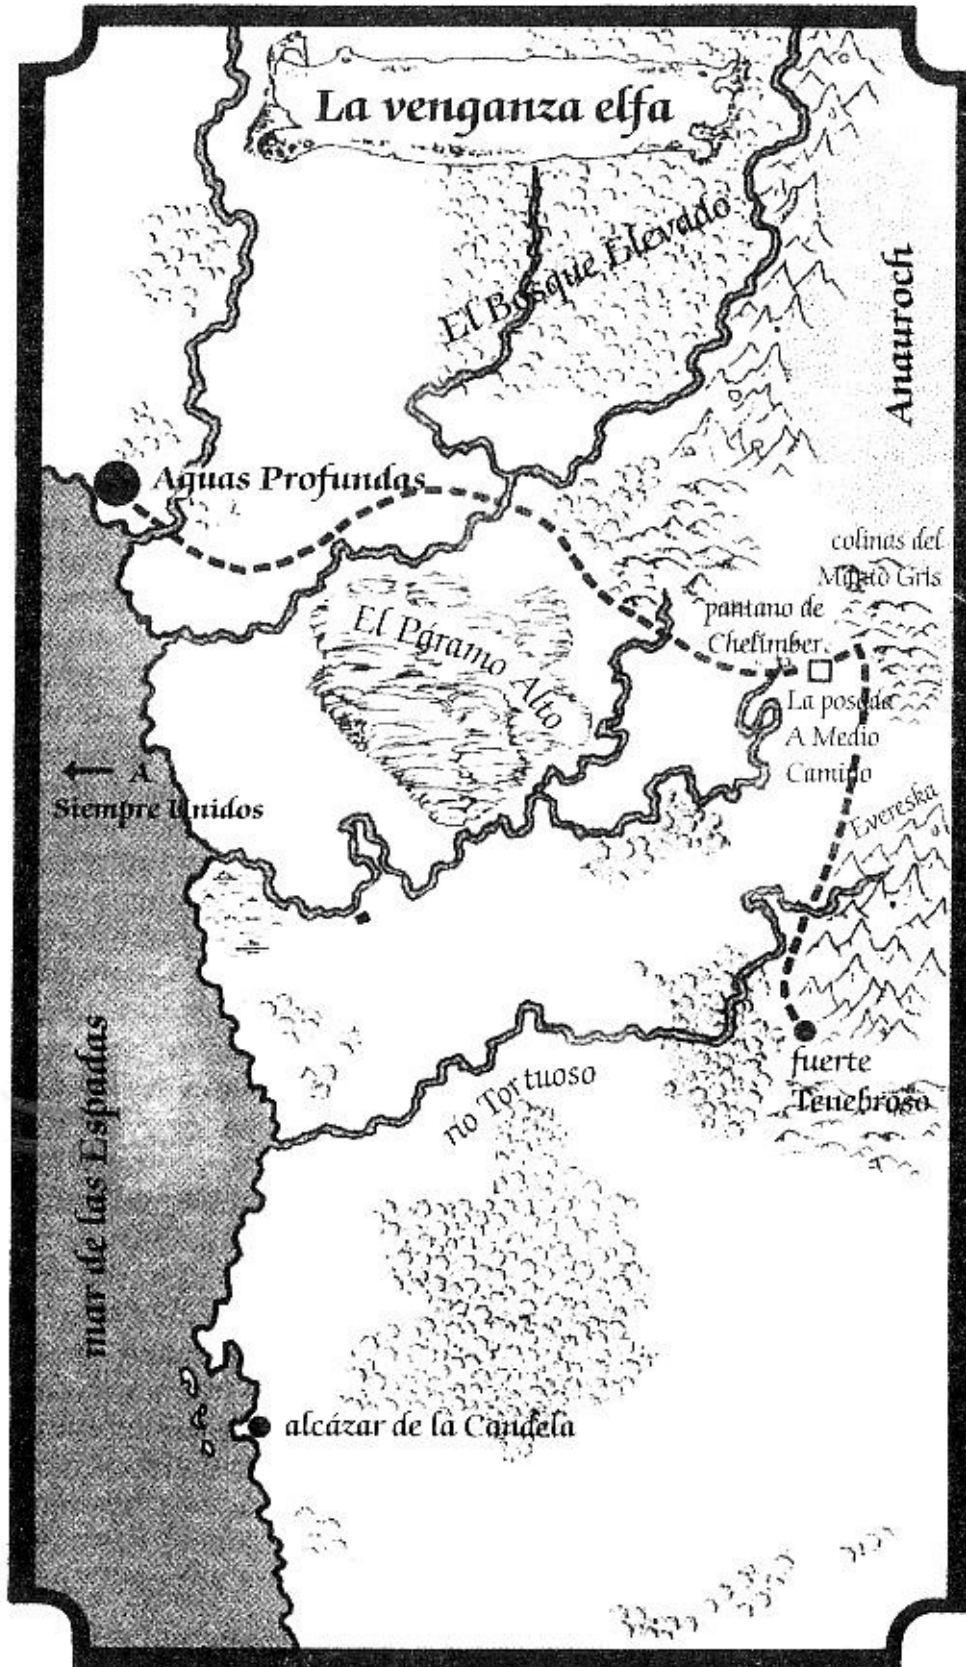 La venganza elfa
El Bosque Elevado
Anauroch
Aguas Profundas
colinas del
Manto Gris
pantano de
Chelimber
El Páramo Alto
La posada
A Medio
Camino
A
Siempre Unidos
Evereska
mar de las Espadas
río Tortuoso
fuerte
Tenebroso
alcázar de la Candela